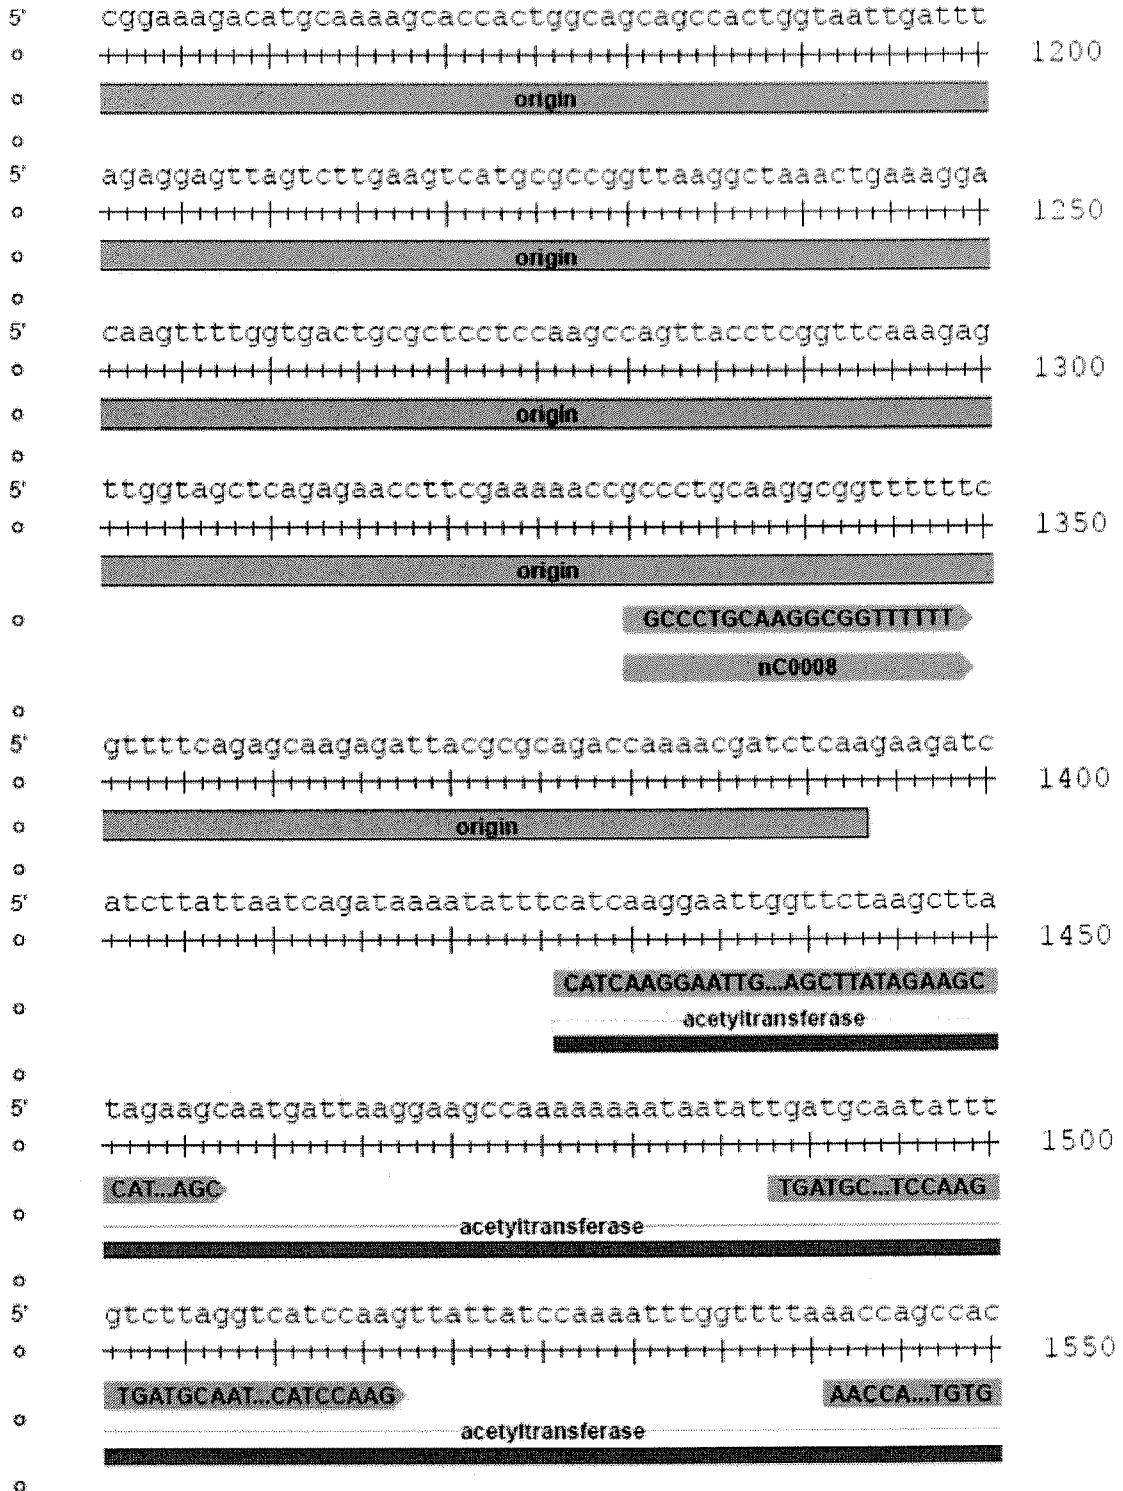 5' cggaaagacatgcaaaagcaccactggcagcagccactggtaattgattt
1200
origin
5' agaggagttagtcttgaagtcatgcgccggttaaggctaaactgaaagga
1250
origin
5' caagttttggtgactgcgctcctccaagccagttacctcggttcaaagag
1300
origin
5' ttggtagctcagagaaccttcgaaaaaccgccctgcaaggcggttttttc
1350
origin
GCCCTGCAAGGCGGTTTTTT
nC0008
5' gttttcagagcaagagattacgcgcagaccaaaacgatctcaagaagatc
1400
origin
5' atcttattaatcagataaaatatttcatcaaggaattggttctaagctta
1450
CATCAAGGAATTG...AGCTTATAGAAGC
acetyltransferase
5' tagaagcaatgattaaggaagccaaaaaaaataatattgatgcaatattt
1500
CAT...AGC TGATGC...TCCAAG
acetyltransferase
5' gtcttaggtcatccaagttattatccaaaatttggttttaaaccagccac
1550
TGATGCAAT...CATCCAAG AACCA...TGTG
acetyltransferase